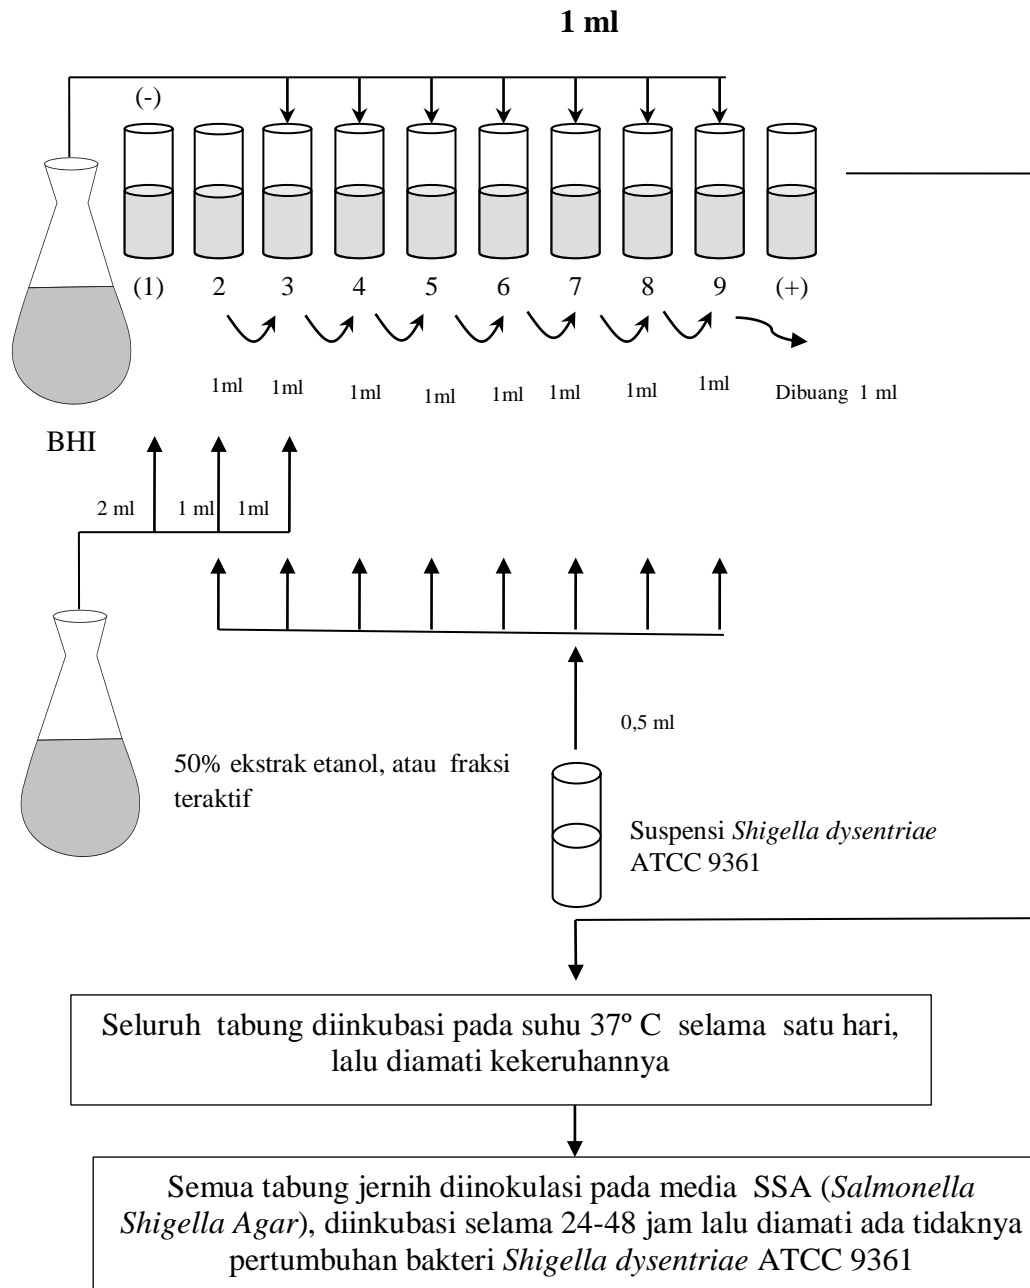 1 ml
(-)
(1) 2 3 4 5 6 7 8 9 (+)
1ml 1ml 1ml 1ml 1ml 1ml 1ml 1ml Dibuang 1 ml
BHI
2 ml 1 ml 1ml
0,5 ml
50% ekstrak etanol, atau fraksi
teraktif
Suspensi Shigella dysentriae
ATCC 9361
Seluruh tabung diinkubasi pada suhu 37º C selama satu hari,
lalu diamati kekeruhannya
Semua tabung jernih diinokulasi pada media SSA (Salmonella
Shigella Agar), diinkubasi selama 24-48 jam lalu diamati ada tidaknya
pertumbuhan bakteri Shigella dysentriae ATCC 9361